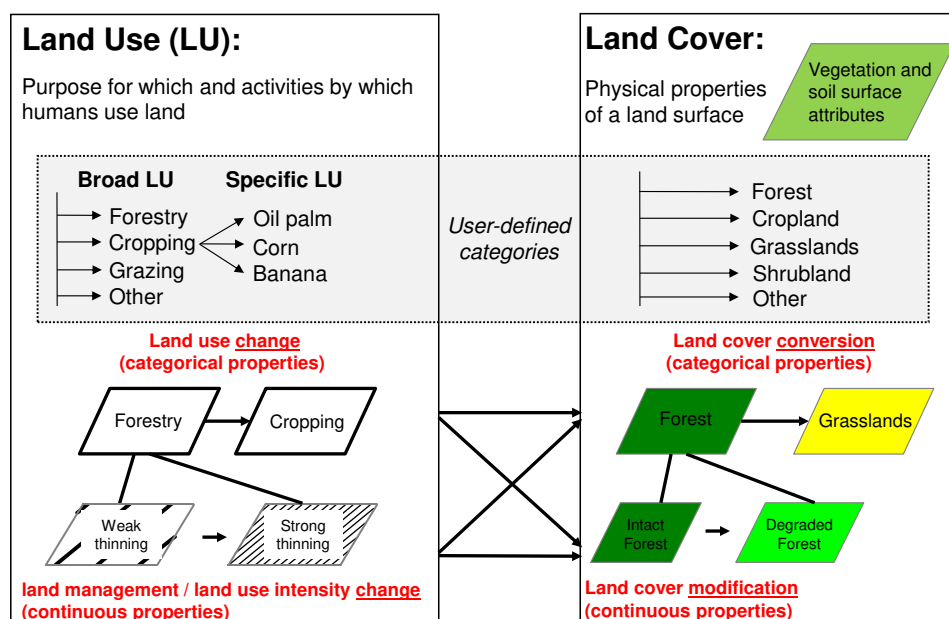 Land Use (LU):
Purpose for which and activities by which
humans use land
Land Cover:
Physical properties
of a land surface
Vegetation and
soil surface
attributes
Broad LU
Forestry
Cropping
Grazing
Other
Specific LU
Oil palm
Corn
Banana
User-defined
categories
Forest
Cropland
Grasslands
Shrubland
Other
Land use change
(categorical properties)
Forestry
Cropping
Weak
thinning
Strong
thinning
land management / land use intensity change
(continuous properties)
Land cover conversion
(categorical properties)
Forest
Grasslands
Intact
Forest
Degraded
Forest
Land cover modification
(continuous properties)